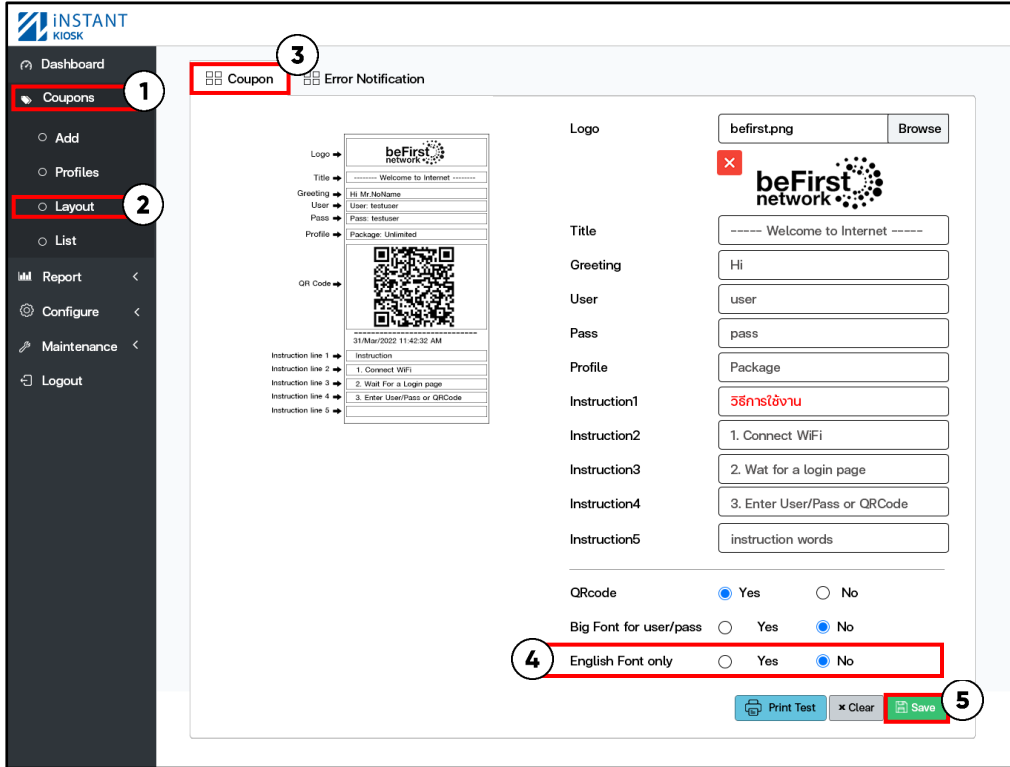 iNSTANT
KIOSK
Dashboard
Coupons
1
Add
Profiles
Layout
2
List
Report
Configure
Maintenance
Logout
3
Coupon
Error Notification
Logo
beFirst
network
Title
-------- Welcome to Internet --------
Greeting
Hi Mr.NoName
User
User: testuser
Pass
Pass: testuser
Profile
Package: Unlimited
QR Code
------------------------------
31/Mar/2022 11:42:32 AM
Instruction line 1
Instruction
Instruction line 2
1. Connect WiFi
Instruction line 3
2. Wait For a Login page
Instruction line 4
3. Enter User/Pass or QRCode
Instruction line 5
Logo
befirst.png
Browse
beFirst
network
Title
----- Welcome to Internet -----
Greeting
Hi
User
user
Pass
pass
Profile
Package
Instruction1
วิธีการใช้งาน
Instruction2
1. Connect WiFi
Instruction3
2. Wat for a login page
Instruction4
3. Enter User/Pass or QRCode
Instruction5
instruction words
QRcode
Yes
No
Big Font for user/pass
Yes
No
4
English Font only
Yes
No
Print Test
× Clear
Save
5